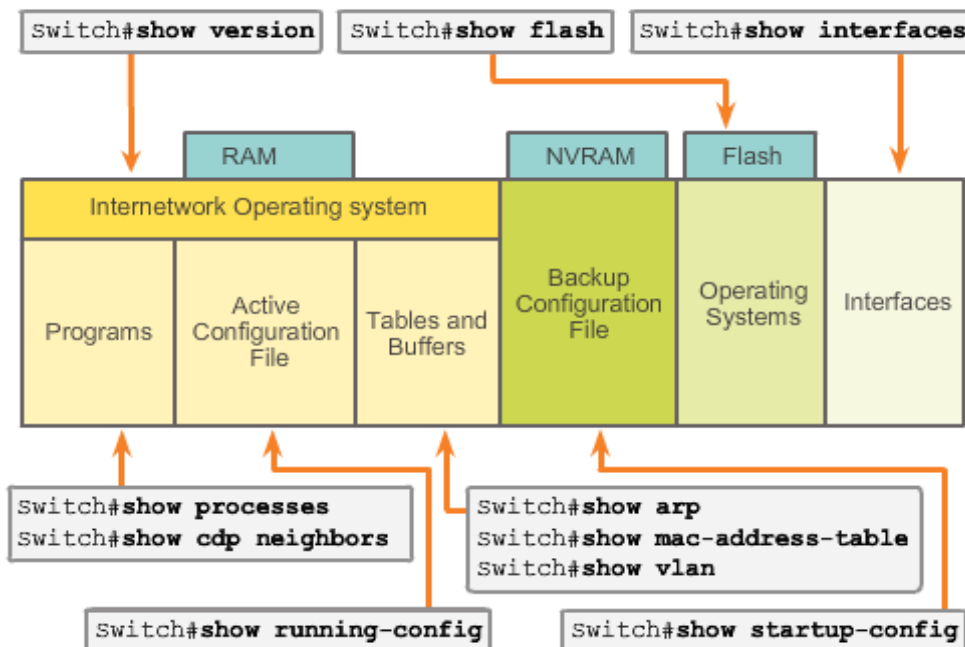 Switch#show version
Switch#show flash
Switch#show interfaces
RAM
NVRAM
Flash
Internetwork Operating system
Programs
Active
Configuration
File
Tables and
Buffers
Backup
Configuration
File
Operating
Systems
Interfaces
Switch#show processes
Switch#show cdp neighbors
Switch#show arp
Switch#show mac-address-table
Switch#show vlan
Switch#show running-config
Switch#show startup-config